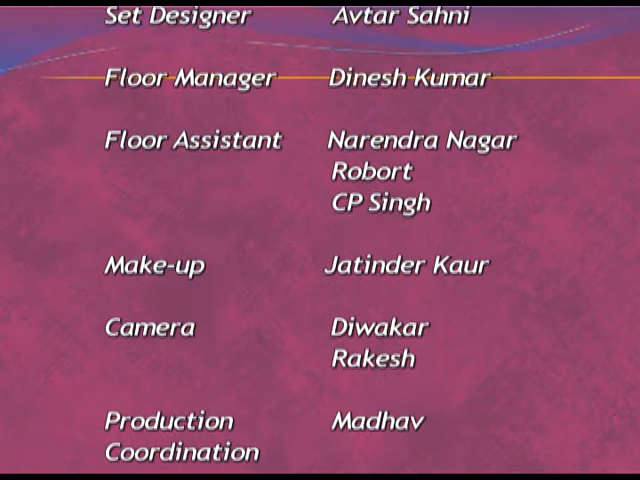 Set Designer Avtar Sahni
Floor Manager Dinesh Kumar
Floor Assistant Narendra Nagar
Robort
CP Singh
Make-up Jatinder Kaur
Camera Diwakar
Rakesh
Production Madhav
Coordination